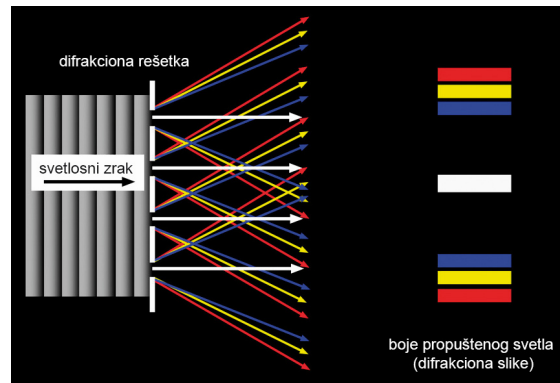 difrakciona rešetka
svetlosni zrak
boje propuštenog svetla
(difrakciona slike)